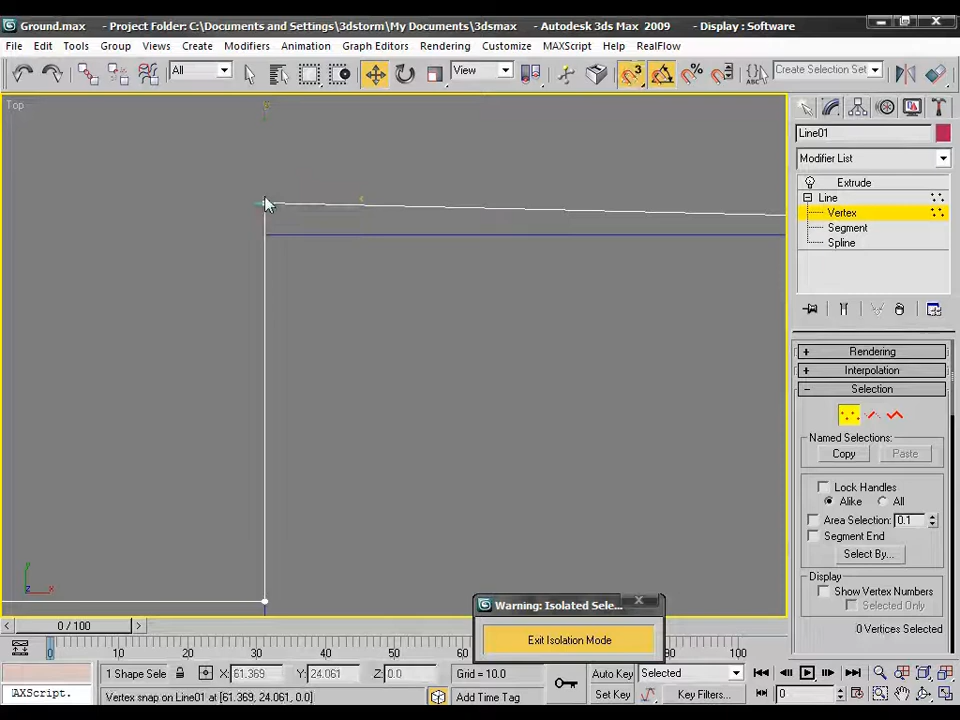 Ground.max - Project Folder: C:\Documents and Settings\3dstorm\My Documents\3dsmax - Autodesk 3ds Max 2009 - Display : Software
File Edit Tools Group Views Create Modifiers Animation Graph Editors Rendering Customize MAXScript Help RealFlow
All View 3 Create Selection Set
Top
Line01
Modifier List
Extrude
Line
Vertex
Segment
Spline
Rendering
Interpolation
Selection
Named Selections:
Copy Paste
Lock Handles
Alike All
Area Selection: 0.1
Segment End
Select By...
Display
Show Vertex Numbers
Selected Only
0 Vertices Selected
Warning: Isolated Sele...
Exit Isolation Mode
y
z x
0 / 100
0 10 20 30 40 50 60 100
1 Shape Sele X: 61.369 Y: 24.061 Z: 0.0 Grid = 10.0 Auto Key Selected
AXScript. Vertex snap on Line01 at [61.369, 24.061, 0.0] Add Time Tag Set Key Key Filters... 0